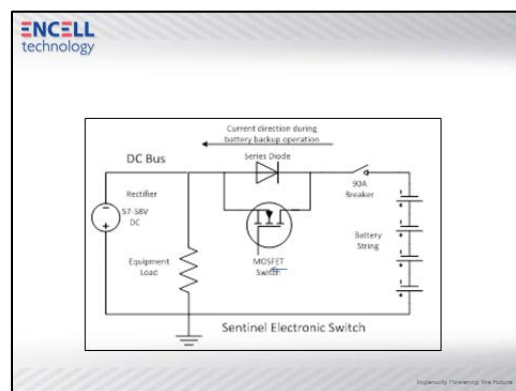 ENCELL
technology
Current direction during
battery backup operation
DC Bus
Series Diode
Rectifier
57-58V
DC
90A
Breaker
Battery
String
Equipment
Load
MOSFET
Switch
Sentinel Electronic Switch
Ingenuity Powering the Future